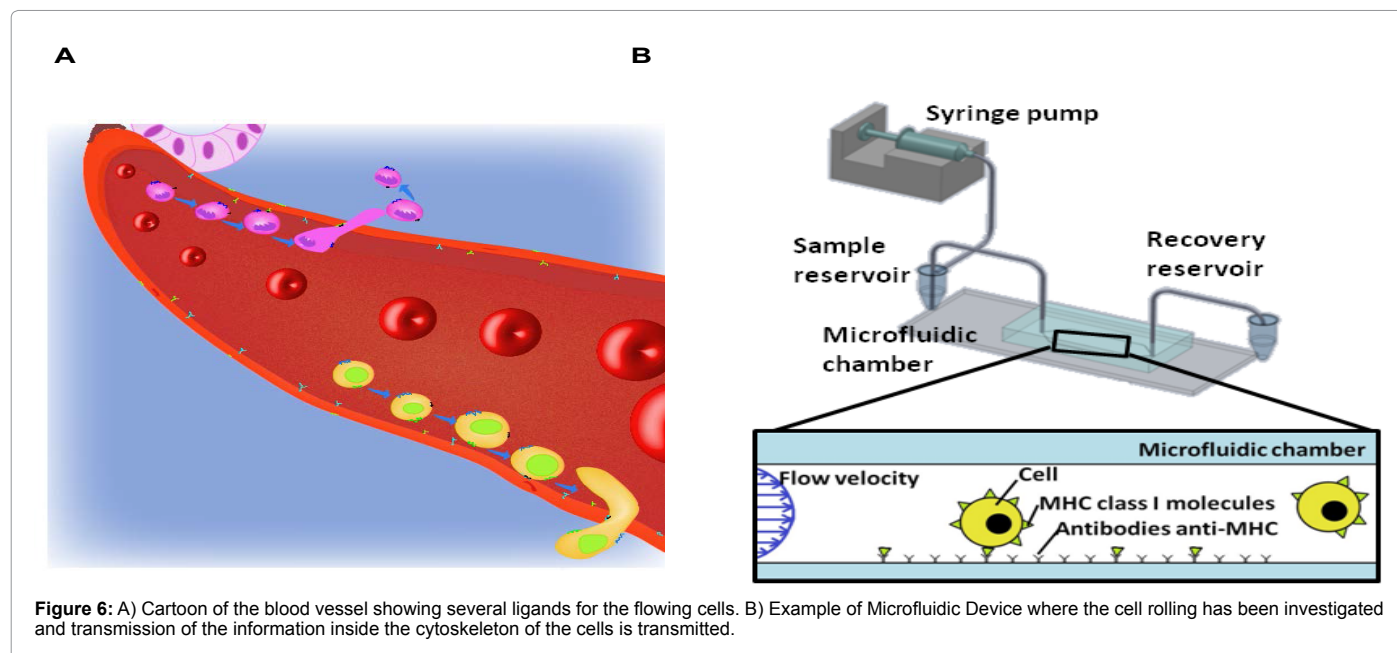 A
B
Syringe pump
Sample
reservoir
Recovery
reservoir
Microfluidic
chamber
Microfluidic chamber
Flow velocity
Cell
MHC class I molecules
Antibodies anti-MHC
Figure 6: A) Cartoon of the blood vessel showing several ligands for the flowing cells. B) Example of Microfluidic Device where the cell rolling has been investigated
and transmission of the information inside the cytoskeleton of the cells is transmitted.